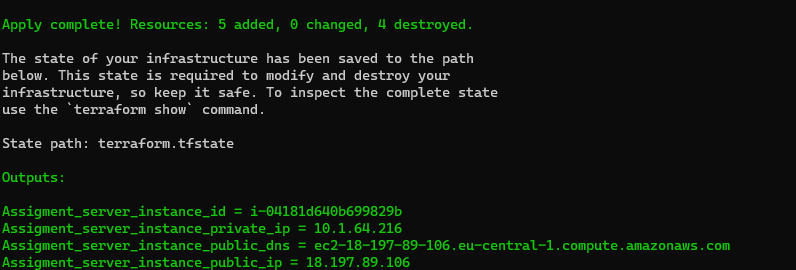 Apply complete! Resources: 5 added, 0 changed, 4 destroyed.
The state of your infrastructure has been saved to the path
below. This state is required to modify and destroy your
infrastructure, so keep it safe. To inspect the complete state
use the `terraform show` command.
State path: terraform.tfstate
Outputs:
Assigment_server_instance_id = i-04181d640b699829b
Assigment_server_instance_private_ip = 10.1.64.216
Assigment_server_instance_public_dns = ec2-18-197-89-106.eu-central-1.compute.amazonaws.com
Assigment_server_instance_public_ip = 18.197.89.106